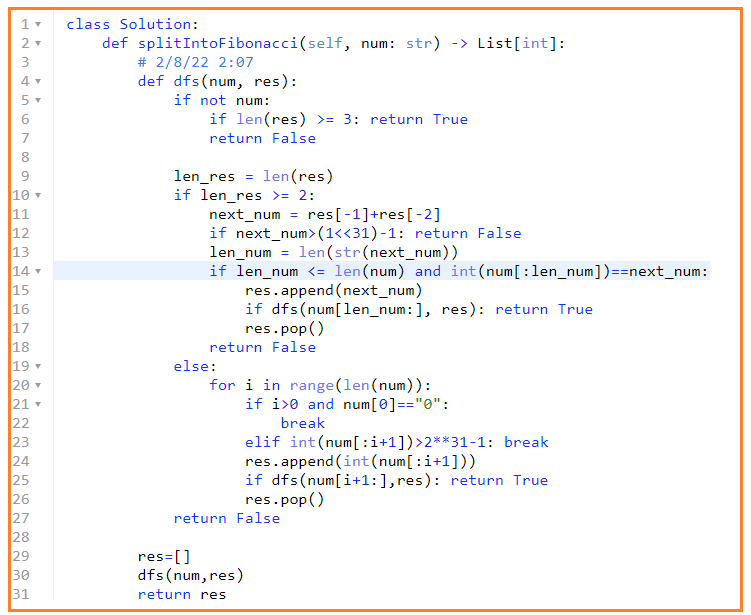 1 class Solution:
2     def splitIntoFibonacci(self, num: str) -> List[int]:
3         # 2/8/22 2:07
4         def dfs(num, res):
5             if not num:
6                 if len(res) >= 3: return True
7                 return False
8
9             len_res = len(res)
10             if len_res >= 2:
11                 next_num = res[-1]+res[-2]
12                 if next_num>(1<<31)-1: return False
13                 len_num = len(str(next_num))
14                 if len_num <= len(num) and int(num[:len_num])==next_num:
15                     res.append(next_num)
16                     if dfs(num[len_num:], res): return True
17                     res.pop()
18                 return False
19             else:
20                 for i in range(len(num)):
21                     if i>0 and num[0]=="0":
22                         break
23                     elif int(num[:i+1])>2**31-1: break
24                     res.append(int(num[:i+1]))
25                     if dfs(num[i+1:],res): return True
26                     res.pop()
27             return False
28
29         res=[]
30         dfs(num,res)
31         return res